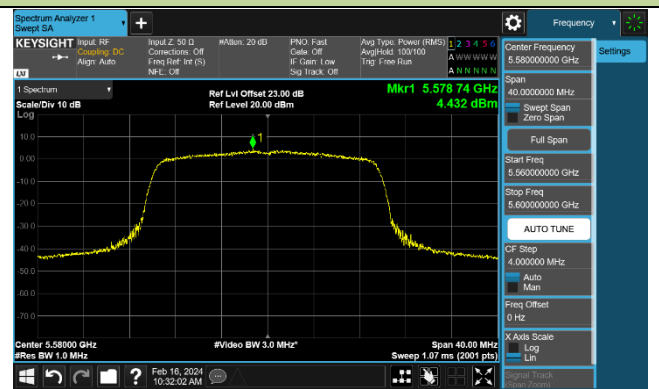 Spectrum Analyzer 1
Swept SA
+
Frequency
KEYSIGHT
Input: RF
Coupling: DC
Align: Auto
Input Z: 50 Ω
Corrections: Off
Freq Ref: Int (S)
NFE: Off
#Atten: 20 dB
PNO: Fast
Gate: Off
IF Gain: Low
Sig Track: Off
Avg Type: Power (RMS)
Avg|Hold: 100/100
Trig: Free Run
1 2 3 4 5 6
A W W W W W
A N N N N N
LXI
1 Spectrum
Scale/Div 10 dB
Log
Ref Lvl Offset 23.00 dB
Ref Level 20.00 dBm
Mkr1 5.578 74 GHz
4.432 dBm
1
10.0
0.00
-10.0
-20.0
-30.0
-40.0
-50.0
-60.0
-70.0
Center 5.58000 GHz
#Res BW 1.0 MHz
#Video BW 3.0 MHz*
Span 40.00 MHz
Sweep 1.07 ms (2001 pts)
Center Frequency
5.580000000 GHz
Settings
Span
40.0000000 MHz
Swept Span
Zero Span
Full Span
Start Freq
5.560000000 GHz
Stop Freq
5.600000000 GHz
AUTO TUNE
CF Step
4.000000 MHz
Auto
Man
Freq Offset
0 Hz
X Axis Scale
Log
Lin
Signal Track
(Span Zoom)
?
Feb 16, 2024
10:32:02 AM